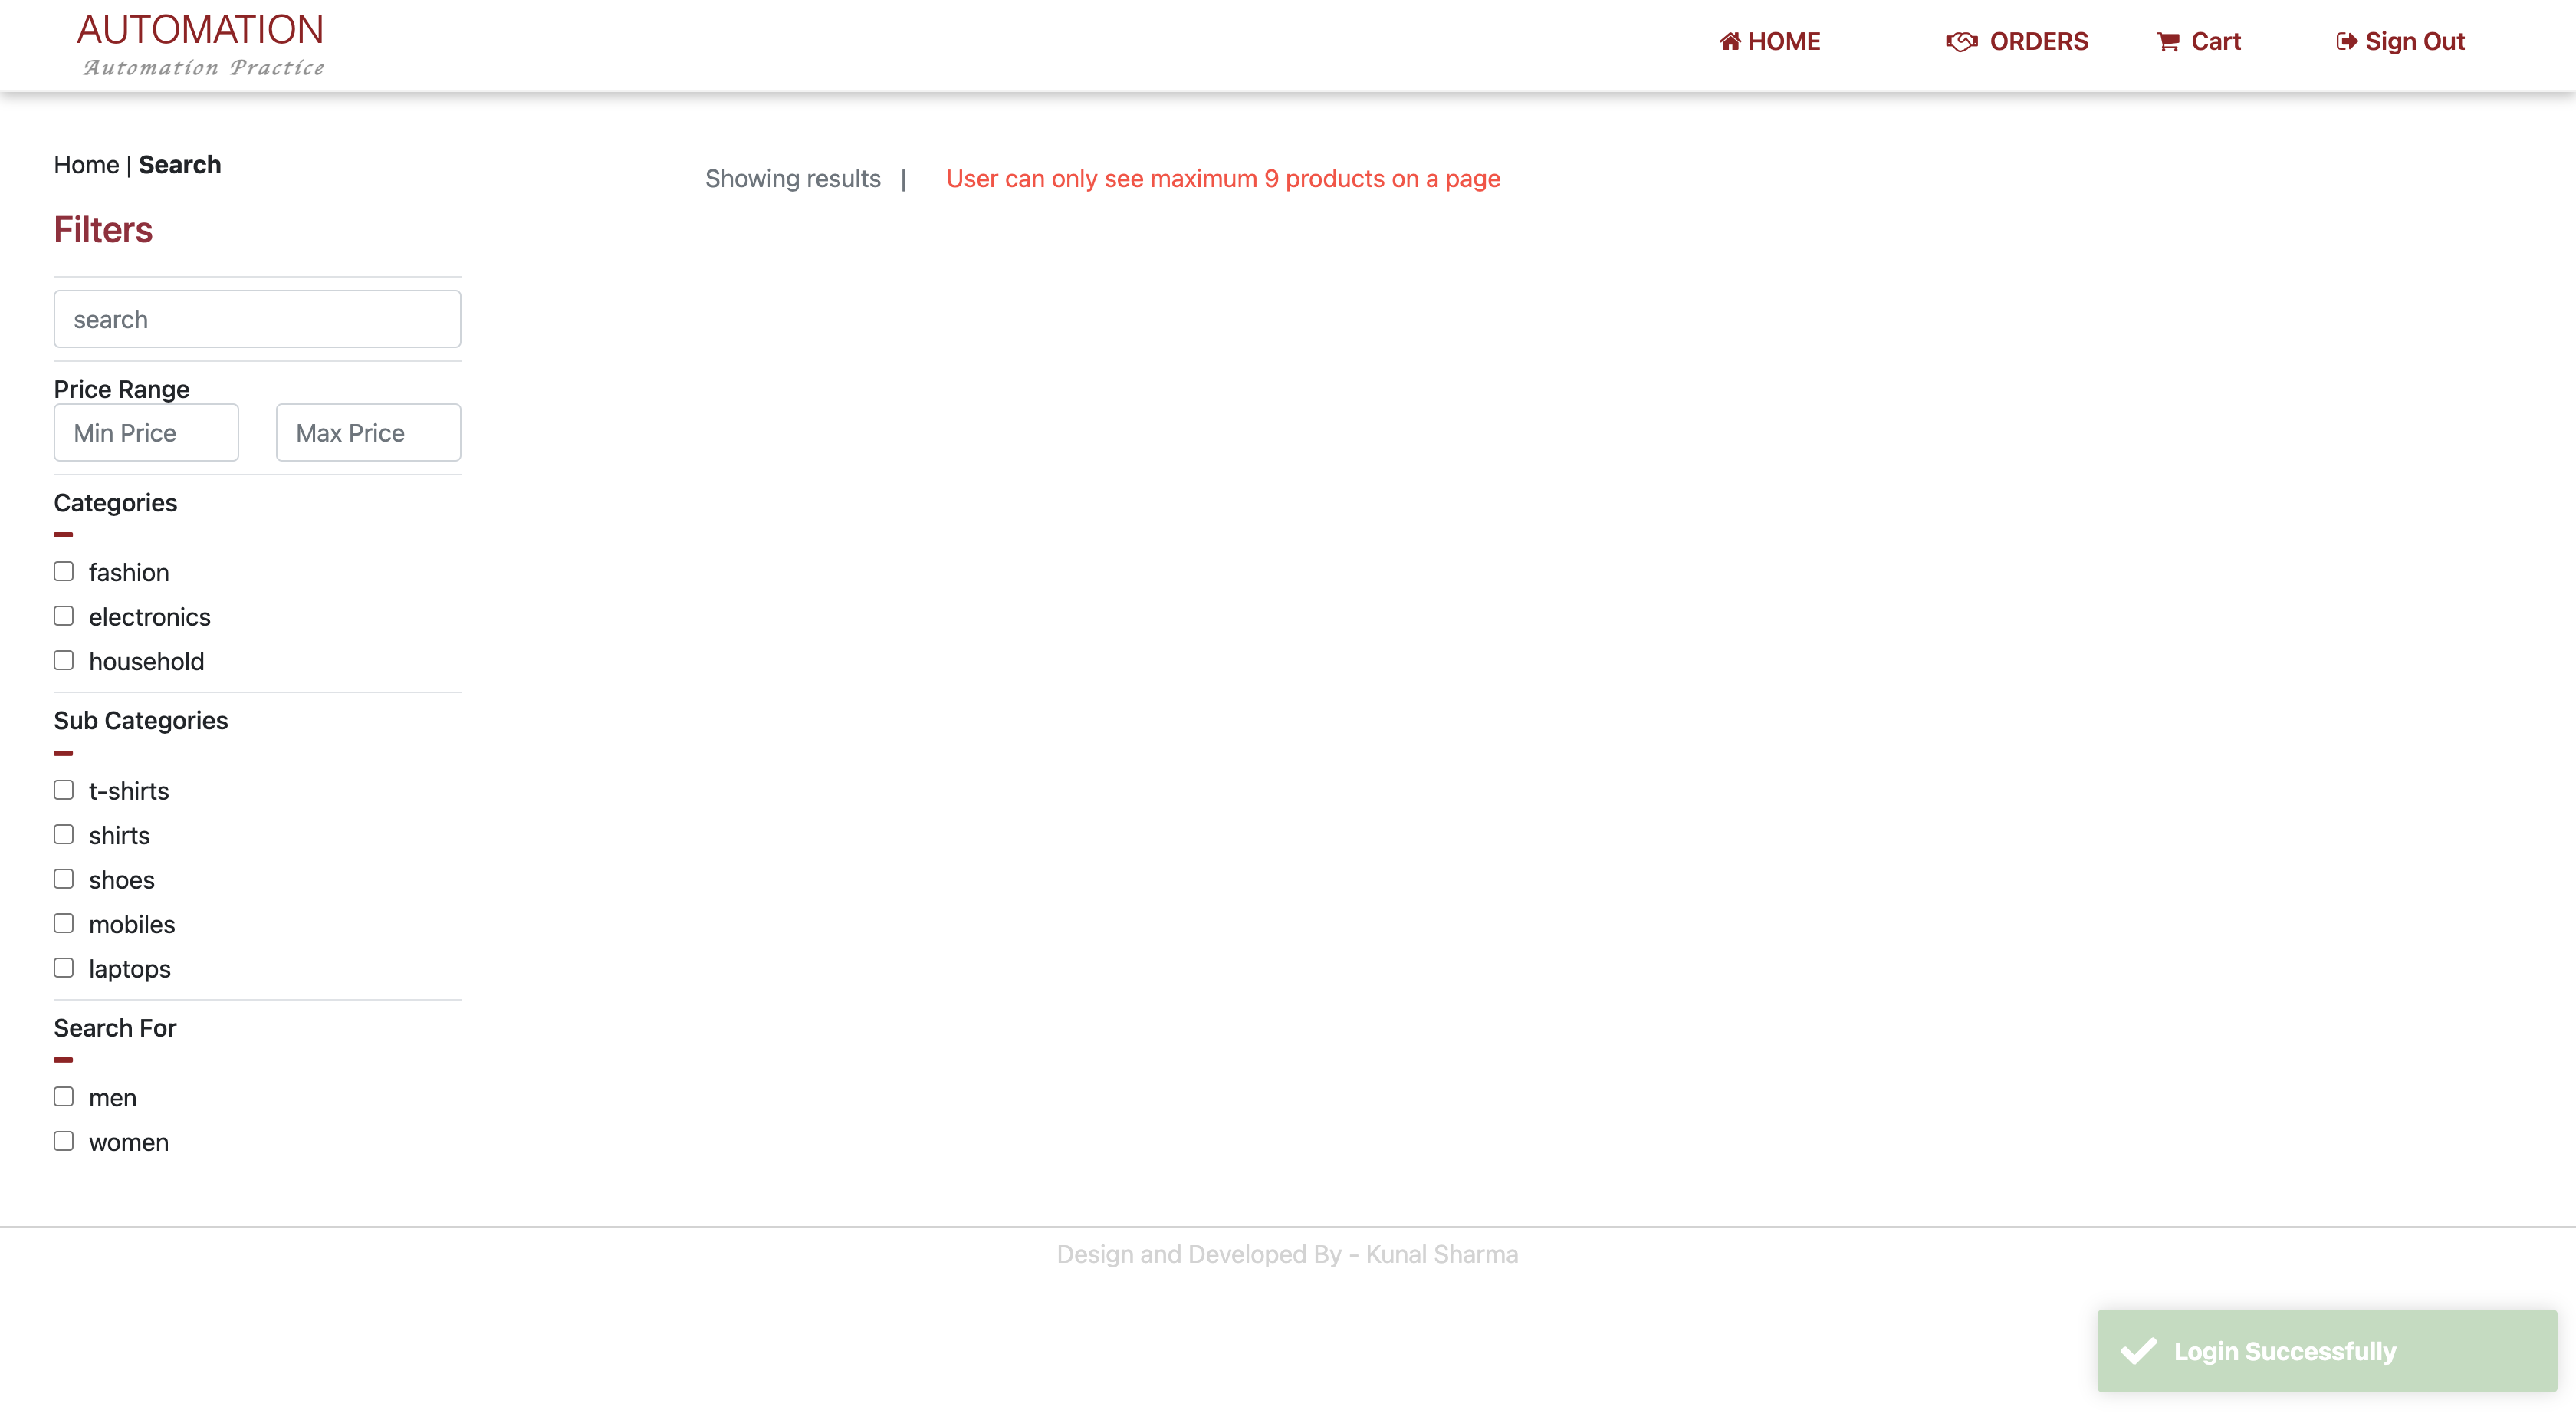 AUTOMATION
Automation Practice
HOME ORDERS Cart Sign Out
Home | Search
Showing results | User can only see maximum 9 products on a page
Filters
search
Price Range
Min Price Max Price
Categories
fashion
electronics
household
Sub Categories
t-shirts
shirts
shoes
mobiles
laptops
Search For
men
women
Design and Developed By - Kunal Sharma
Login Successfully